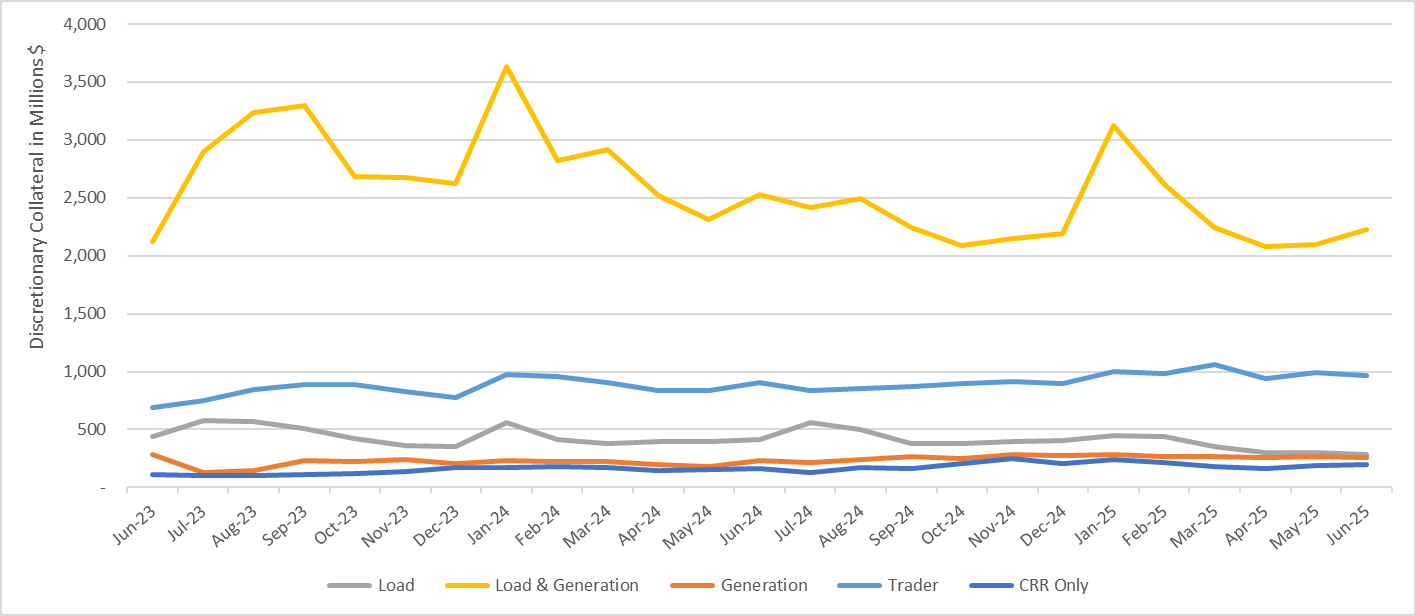 Discretionary Collateral in Millions $
4,000
3,500
3,000
2,500
2,000
1,500
1,000
500
-
Jun-23
Jul-23
Aug-23
Sep-23
Oct-23
Nov-23
Dec-23
Jan-24
Feb-24
Mar-24
Apr-24
May-24
Jun-24
Jul-24
Aug-24
Sep-24
Oct-24
Nov-24
Dec-24
Jan-25
Feb-25
Mar-25
Apr-25
May-25
Jun-25
Load
Load & Generation
Generation
Trader
CRR Only